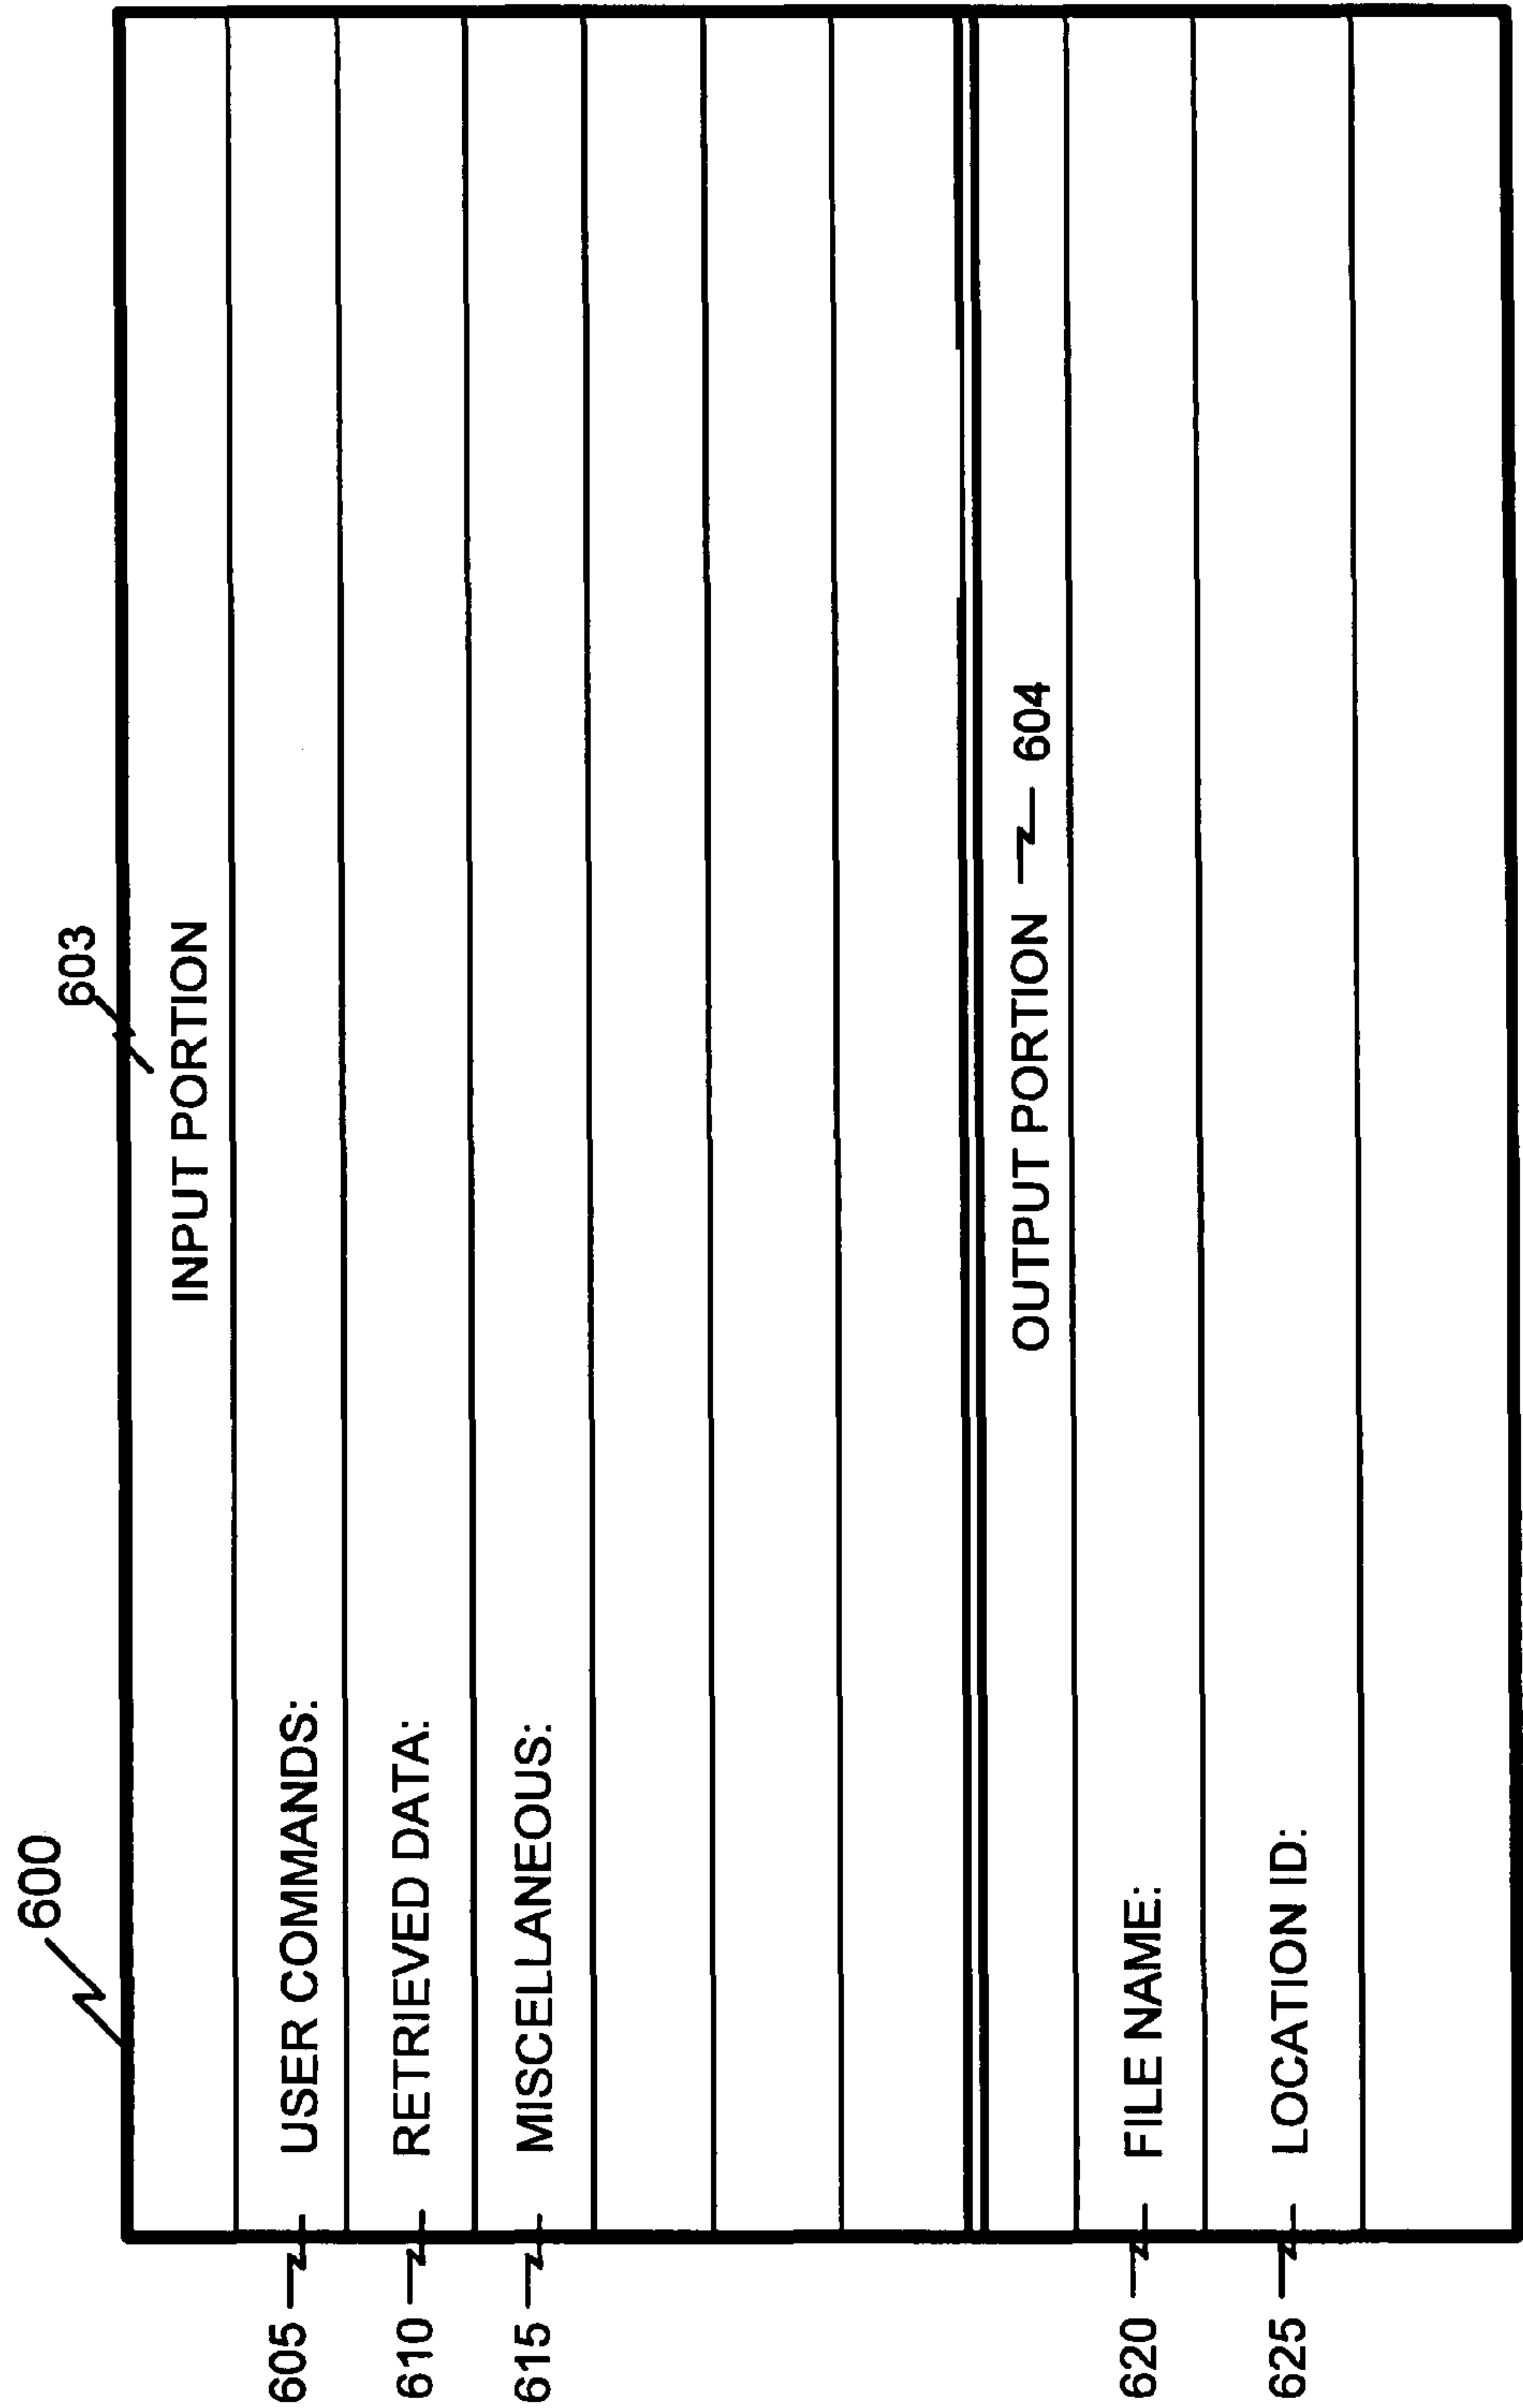 600
603
INPUT PORTION
605 USER COMMANDS:
610 RETRIEVED DATA:
615 MISCELLANEOUS:
OUTPUT PORTION 604
620 FILE NAME:
625 LOCATION ID: